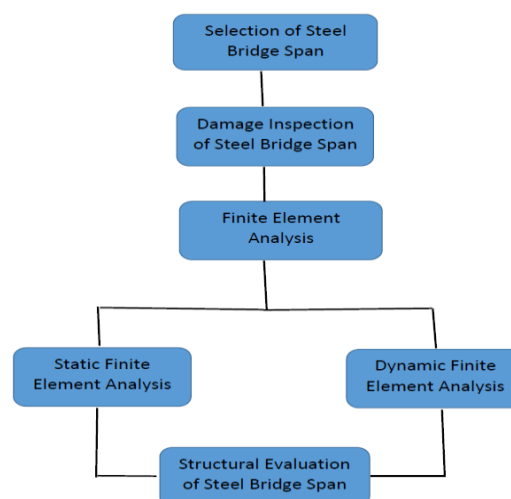 Selection of Steel
Bridge Span
Damage Inspection
of Steel Bridge Span
Finite Element
Analysis
Static Finite
Element Analysis
Dynamic Finite
Element Analysis
Structural Evaluation
of Steel Bridge Span